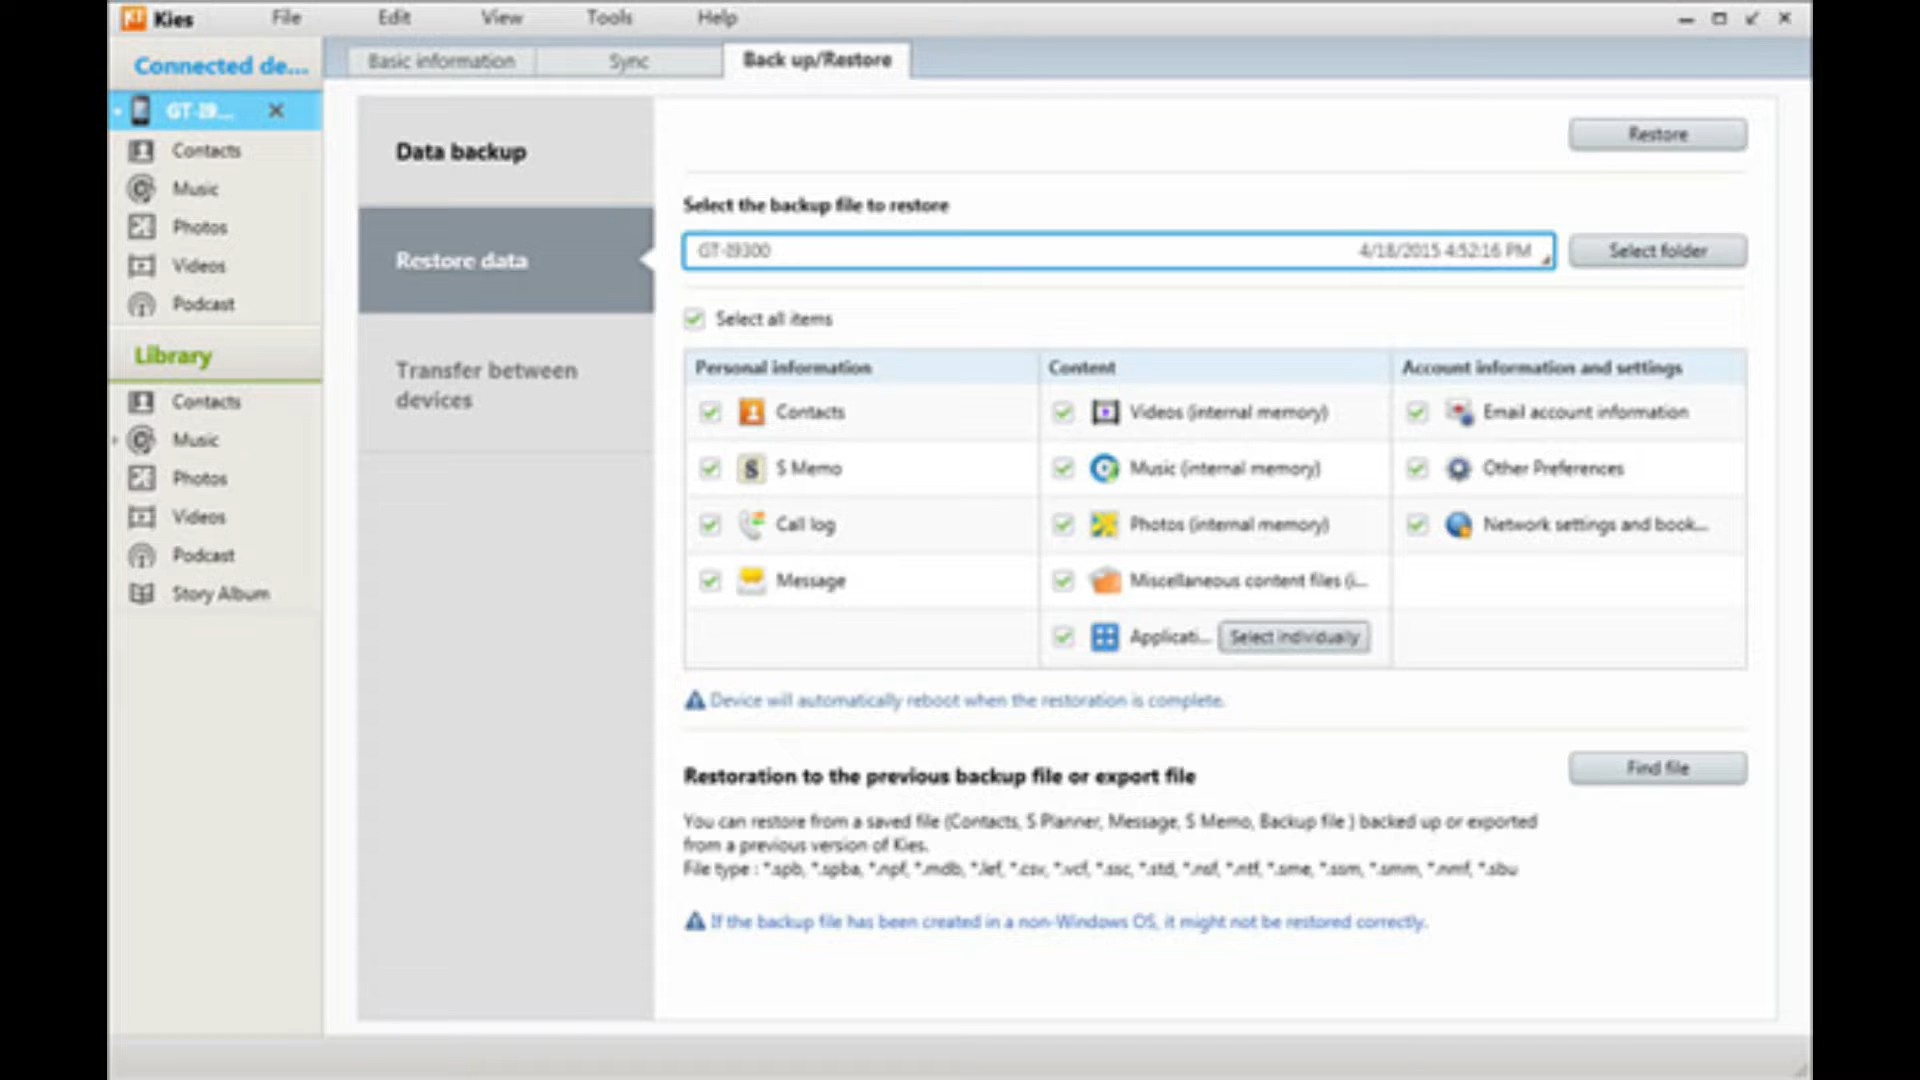 Kies File Edit View Tools Help
Connected de...
Basic information Sync Back up/Restore
GT-I9...
Contacts
Music
Photos
Videos
Podcast
Library
Contacts
Music
Photos
Videos
Podcast
Story Album
Data backup
Restore data
Transfer between
devices
Restore
Select the backup file to restore
GT-I9300 4/18/2015 4:52:16 PM Select folder
Select all items
Personal information Content Account information and settings
Contacts Videos (internal memory) Email account information
S Memo Music (internal memory) Other Preferences
Call log Photos (internal memory) Network settings and book...
Message Miscellaneous content files (i...
Applicati... Select individually
Device will automatically reboot when the restoration is complete.
Restoration to the previous backup file or export file Find file
You can restore from a saved file (Contacts, S Planner, Message, S Memo, Backup file ) backed up or exported
from a previous version of Kies.
File type : *.spb, *.spba, *.npf, *.mdb, *.lef, *.csv, *.vcf, *.ssc, *.std, *.nsf, *.ntf, *.sme, *.ssm, *.smm, *.nmf, *.sbu
If the backup file has been created in a non-Windows OS, it might not be restored correctly.